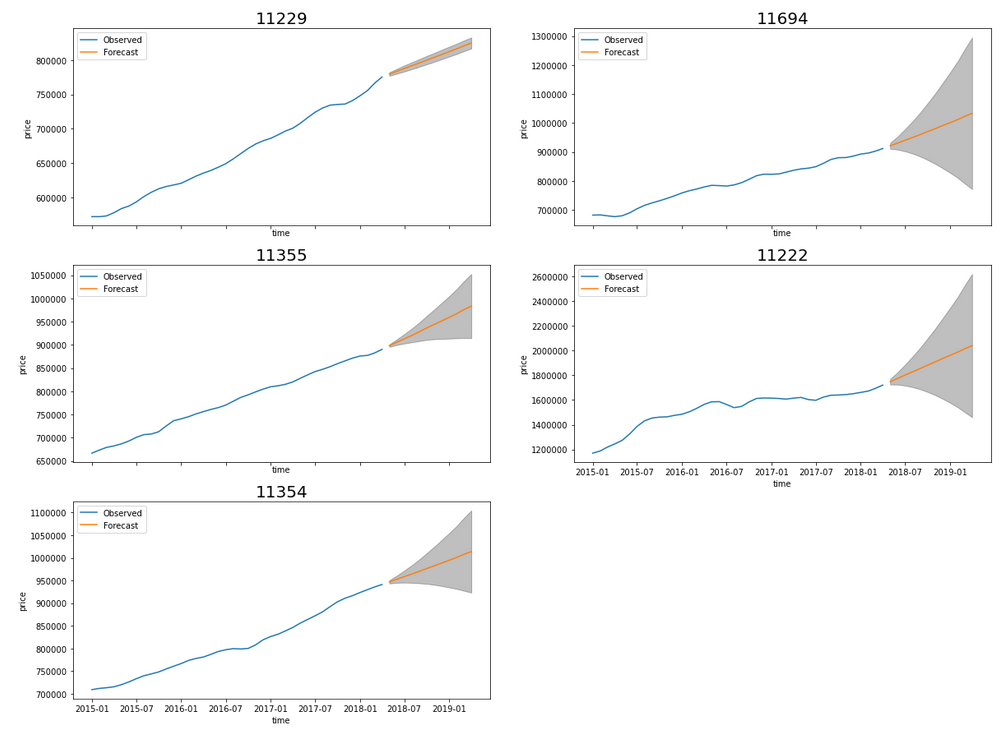 11229
Observed
Forecast
800000
750000
700000
650000
600000
price
time
11694
Observed
Forecast
1300000
1200000
1100000
1000000
900000
800000
700000
price
time
11355
Observed
Forecast
1050000
1000000
950000
900000
850000
800000
750000
700000
650000
price
time
11222
Observed
Forecast
2600000
2400000
2200000
2000000
1800000
1600000
1400000
1200000
price
2015-01 2015-07 2016-01 2016-07 2017-01 2017-07 2018-01 2018-07 2019-01
time
11354
Observed
Forecast
1100000
1050000
1000000
950000
900000
850000
800000
750000
700000
price
2015-01 2015-07 2016-01 2016-07 2017-01 2017-07 2018-01 2018-07 2019-01
time